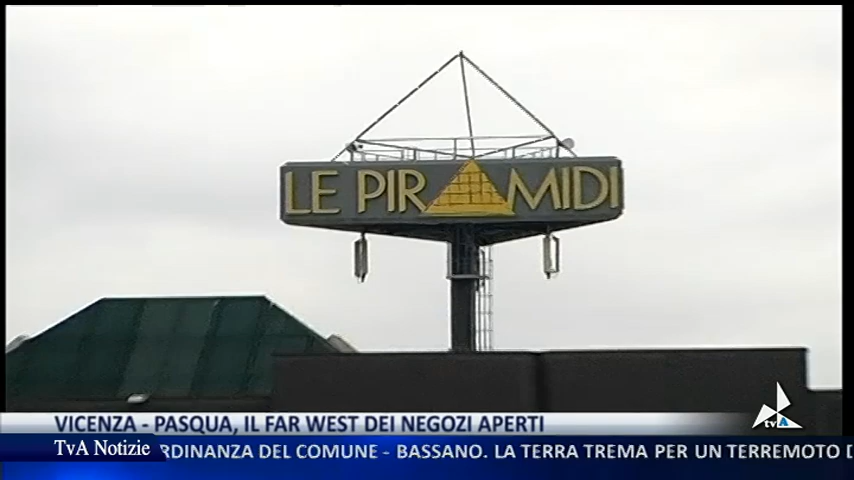 LE PIRAMIDI
VICENZA - PASQUA, IL FAR WEST DEI NEGOZI APERTI
tvA
TvA Notizie
RDINANZA DEL COMUNE - BASSANO. LA TERRA TREMA PER UN TERREMOTO D